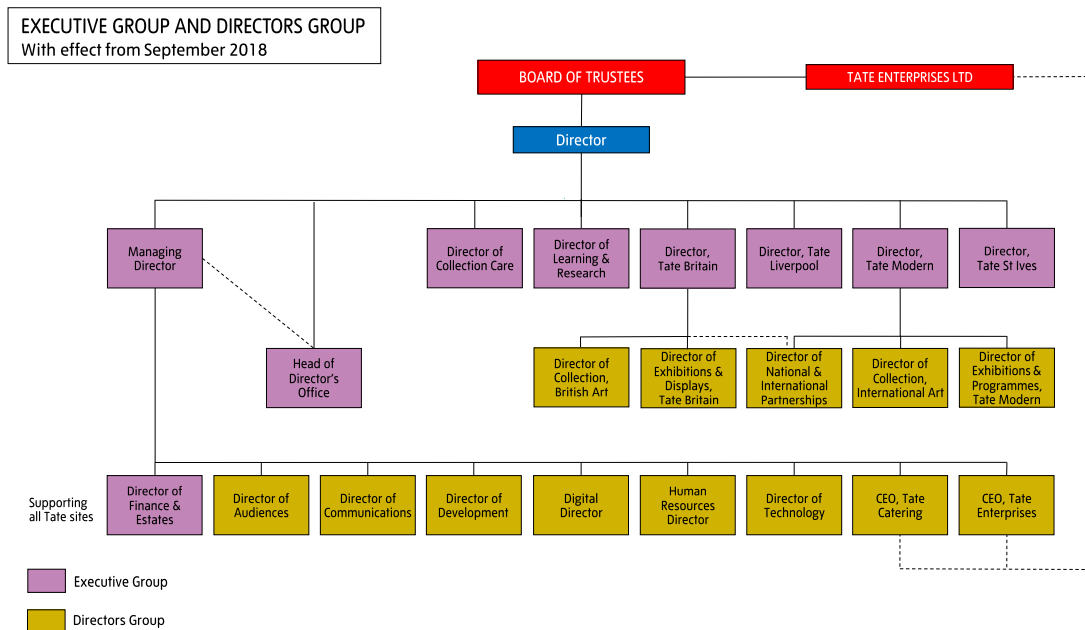 EXECUTIVE GROUP AND DIRECTORS GROUP
With effect from September 2018
BOARD OF TRUSTEES
TATE ENTERPRISES LTD
Director
Managing
Director
Director of
Collection Care
Director of
Learning &
Research
Director,
Tate Britain
Director, Tate
Liverpool
Director,
Tate Modern
Director,
Tate St Ives
Head of
Director's
Office
Director of
Collection,
British Art
Director of
Exhibitions &
Displays,
Tate Britain
Director of
National &
International
Partnerships
Director of
Collection,
International Art
Director of
Exhibitions &
Programmes,
Tate Modern
Supporting
all Tate sites
Director of
Finance &
Estates
Director of
Audiences
Director of
Communications
Director of
Development
Digital
Director
Human
Resources
Director
Director of
Technology
CEO, Tate
Catering
CEO, Tate
Enterprises
Executive Group
Directors Group